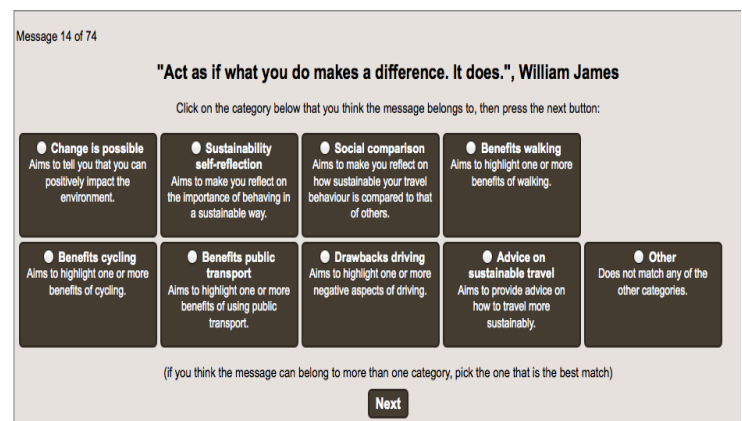 Message 14 of 74
"Act as if what you do makes a difference. It does.", William James
Click on the category below that you think the message belongs to, then press the next button:
Change is possible
Aims to tell you that you can
positively impact the
environment.
Sustainability
self-reflection
Aims to make you reflect on
the importance of behaving in
a sustainable way.
Social comparison
Aims to make you reflect on
how sustainable your travel
behaviour is compared to that
of others.
Benefits walking
Aims to highlight one or more
benefits of walking.
Benefits cycling
Aims to highlight one or more
benefits of cycling.
Benefits public
transport
Aims to highlight one or more
benefits of using public
transport.
Drawbacks driving
Aims to highlight one or more
negative aspects of driving.
Advice on
sustainable travel
Aims to provide advice on
how to travel more
sustainably.
Other
Does not match any of the
other categories.
(if you think the message can belong to more than one category, pick the one that is the best match)
Next